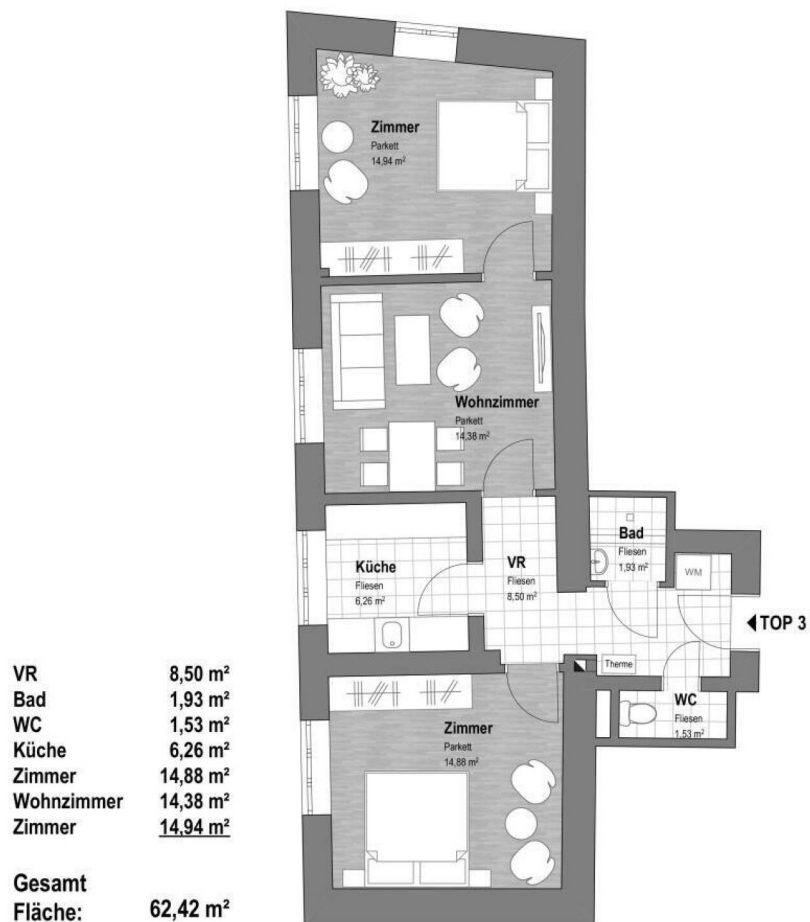 Zimmer
Parkett
14,94 m²
Wohnzimmer
Parkett
14,38 m²
Küche
Fliesen
6,26 m²
VR
Fliesen
8,50 m²
Bad
Fliesen
1,93 m²
WM
TOP 3
Therme
WC
Fliesen
1,53 m²
Zimmer
Parkett
14,88 m²
VR 8,50 m²
Bad 1,93 m²
WC 1,53 m²
Küche 6,26 m²
Zimmer 14,88 m²
Wohnzimmer 14,38 m²
Zimmer 14,94 m²
Gesamt
Fläche: 62,42 m²